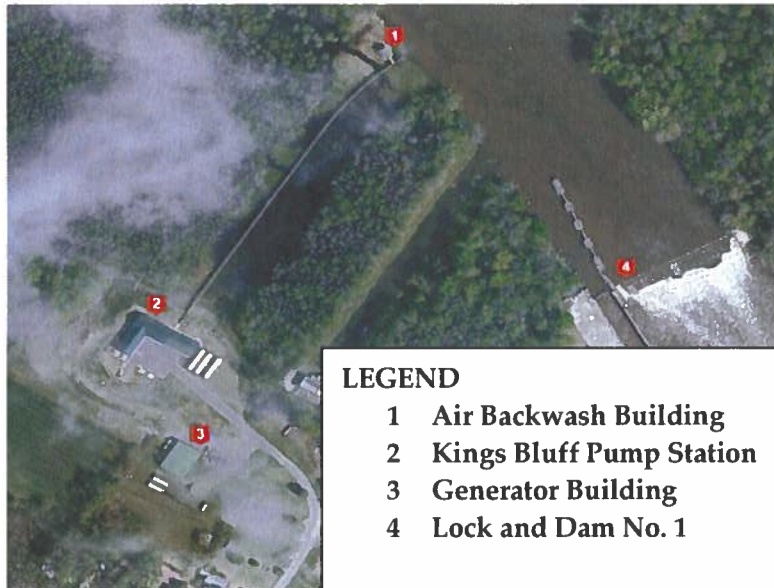 1
2
3
4
LEGEND
1 Air Backwash Building
2 Kings Bluff Pump Station
3 Generator Building
4 Lock and Dam No. 1